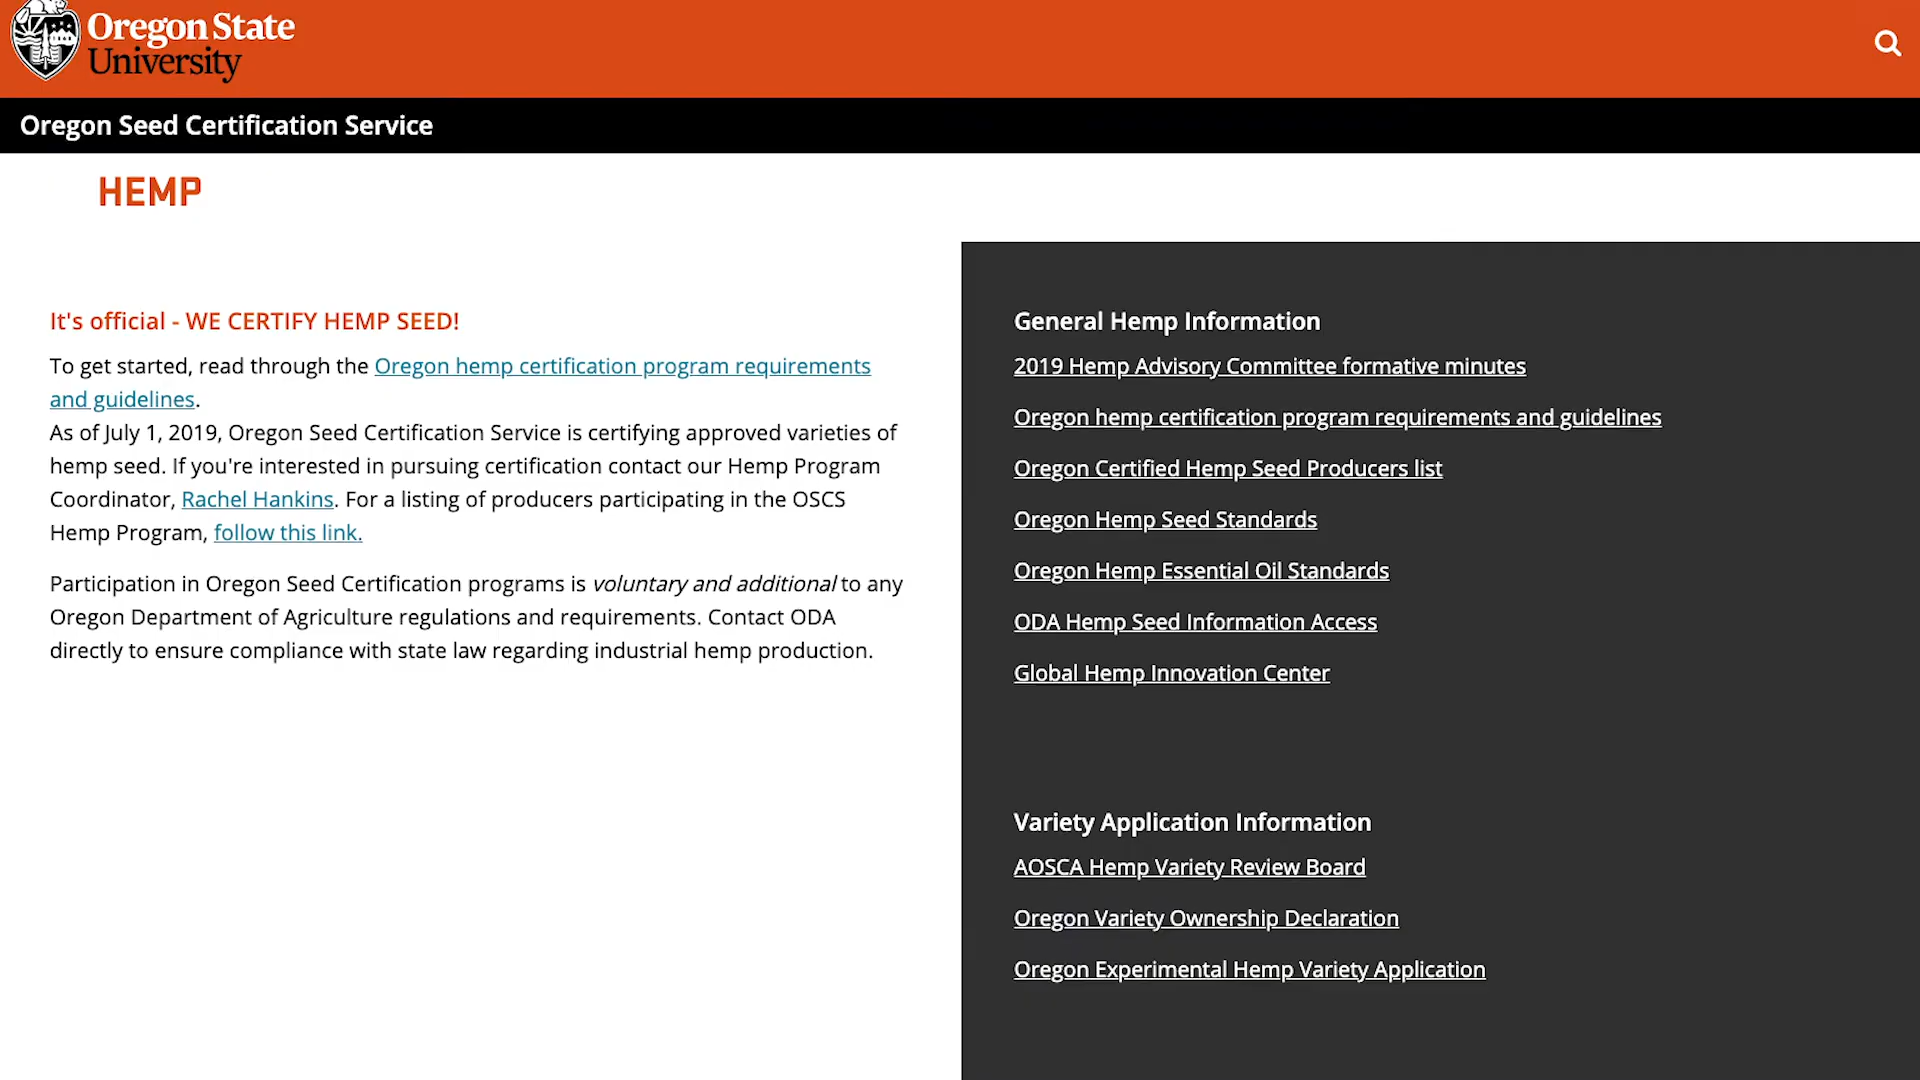 Oregon State
University
Oregon Seed Certification Service
HEMP
It's official - WE CERTIFY HEMP SEED!
To get started, read through the Oregon hemp certification program requirements
and guidelines.
As of July 1, 2019, Oregon Seed Certification Service is certifying approved varieties of
hemp seed. If you're interested in pursuing certification contact our Hemp Program
Coordinator, Rachel Hankins. For a listing of producers participating in the OSCS
Hemp Program, follow this link.
Participation in Oregon Seed Certification programs is voluntary and additional to any
Oregon Department of Agriculture regulations and requirements. Contact ODA
directly to ensure compliance with state law regarding industrial hemp production.
General Hemp Information
2019 Hemp Advisory Committee formative minutes
Oregon hemp certification program requirements and guidelines
Oregon Certified Hemp Seed Producers list
Oregon Hemp Seed Standards
Oregon Hemp Essential Oil Standards
ODA Hemp Seed Information Access
Global Hemp Innovation Center
Variety Application Information
AOSCA Hemp Variety Review Board
Oregon Variety Ownership Declaration
Oregon Experimental Hemp Variety Application